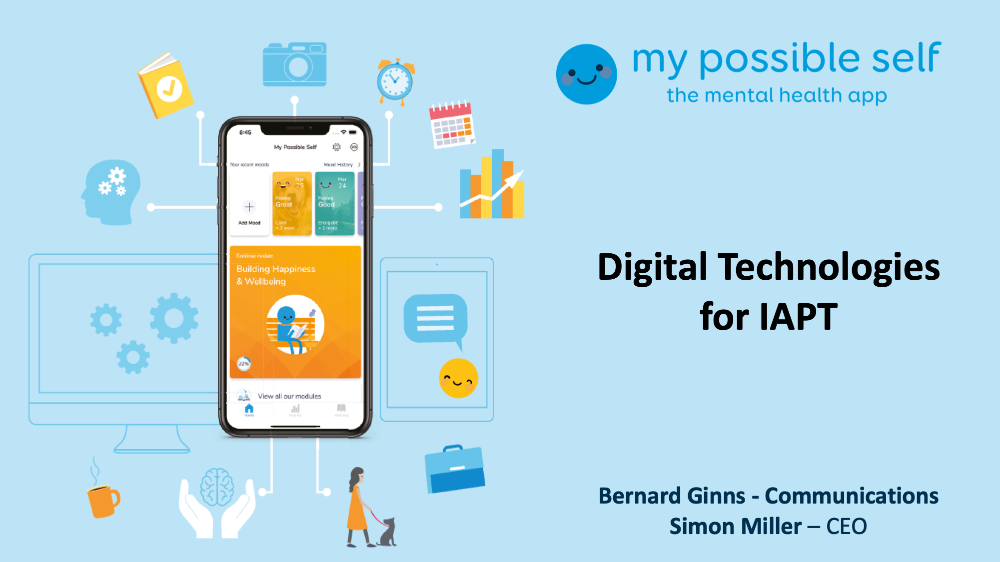 my possible self
the mental health app
Digital Technologies
for IAPT
Bernard Ginns - Communications
Simon Miller – CEO
8:45
My Possible Self
SOS
Your recent moods
Mood History
Add Mood
Mar
25
Feeling
Great
Calm
+ 3 more
Mar
24
Feeling
Good
Energetic
+ 2 more
Continue module
Building Happiness
& Wellbeing
22%
View all our modules
Home
Insights
Modules